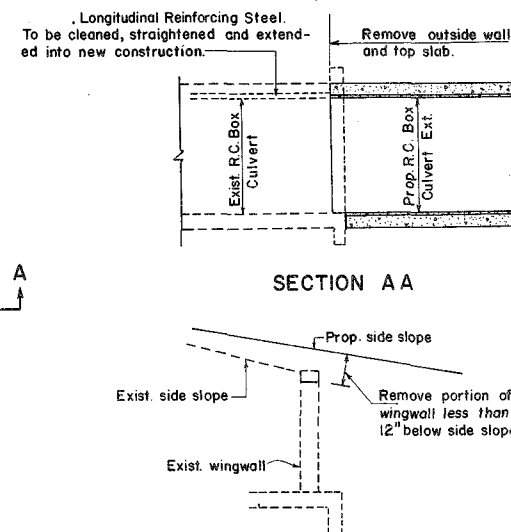 . Longitudinal Reinforcing Steel.
To be cleaned, straightened and extend-
ed into new construction.
Remove outside wall
and top slab.
Exist. R.C. Box
Culvert
Prop. R.C. Box
Culvert Ext.
A
SECTION AA
Prop. side slope
Exist. side slope
Remove portion of
wingwall less than
12" below side slope
Exist. wingwall